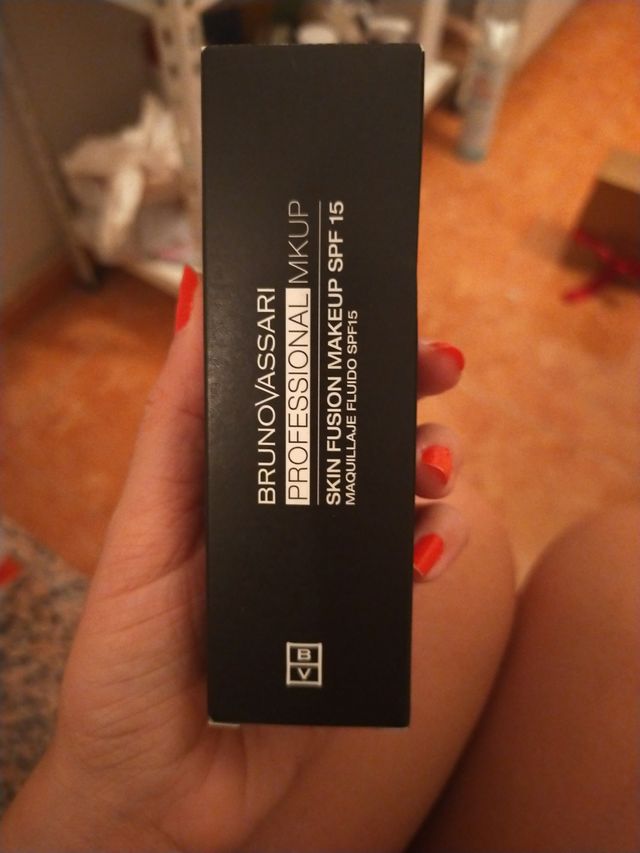 BRUNOVASSARI
PROFESSIONAL MKUP
SKIN FUSION MAKEUP SPF 15
MAQUILLAJE FLUIDO SPF15
B
V